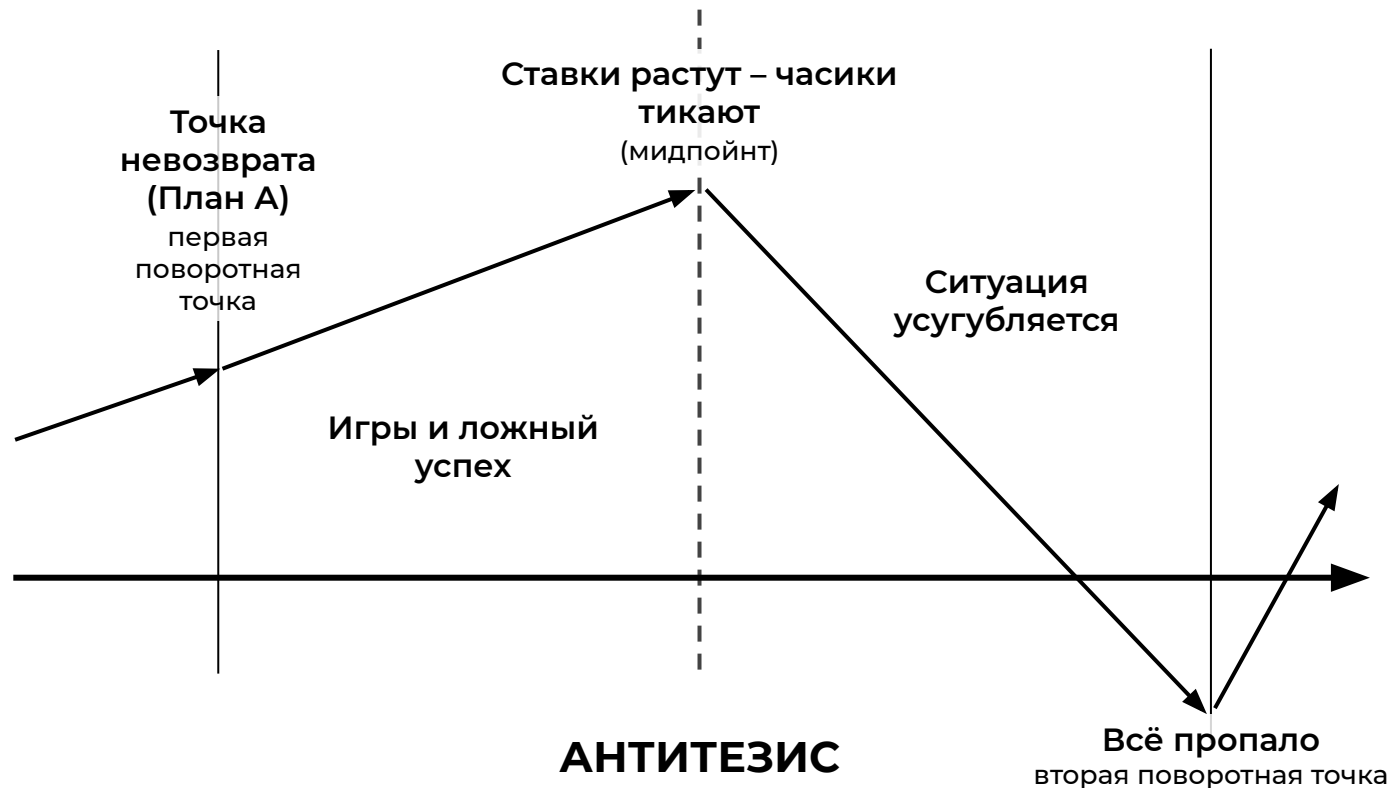 Ставки растут – часики
тикают
(мидпойнт)
Точка
невозврата
(План А)
первая
поворотная
точка
Ситуация
усугубляется
Игры и ложный
успех
АНТИТЕЗИС
Всё пропало
вторая поворотная точка